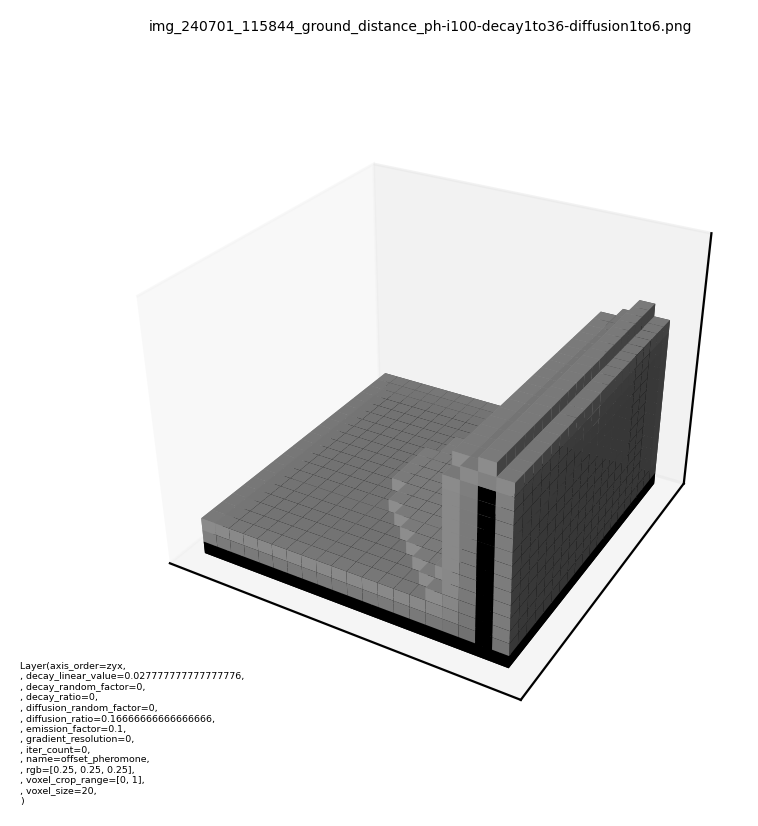 img_240701_115844_ground_distance_ph-i100-decay1to36-diffusion1to6.png
Layer(axis_order=zyx,
, decay_linear_value=0.027777777777777776,
, decay_random_factor=0,
, decay_ratio=0,
, diffusion_random_factor=0,
, diffusion_ratio=0.16666666666666666,
, emission_factor=0.1,
, gradient_resolution=0,
, iter_count=0,
, name=offset_pheromone,
, rgb=[0.25, 0.25, 0.25],
, voxel_crop_range=[0, 1],
, voxel_size=20,
)